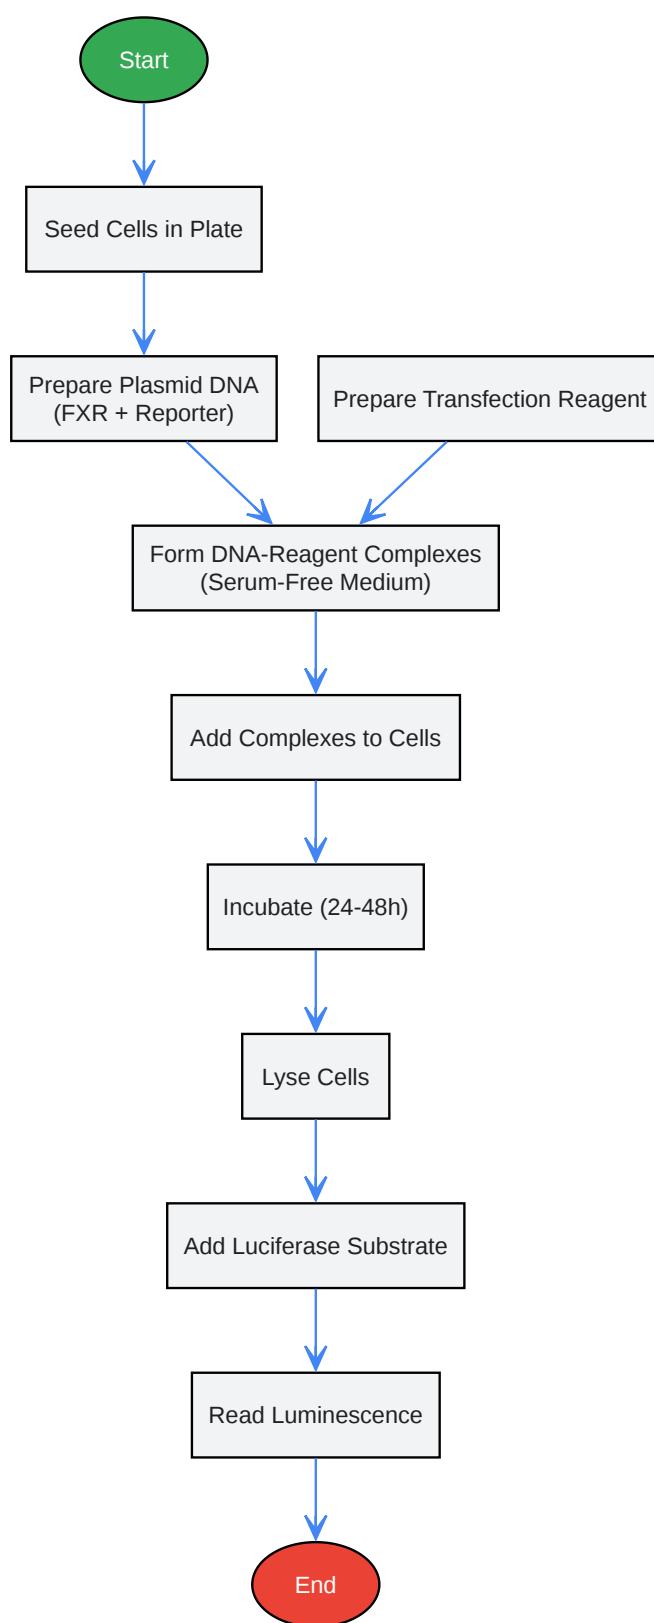 Start
Seed Cells in Plate
Prepare Plasmid DNA
(FXR + Reporter)
Prepare Transfection Reagent
Form DNA-Reagent Complexes
(Serum-Free Medium)
Add Complexes to Cells
Incubate (24-48h)
Lyse Cells
Add Luciferase Substrate
Read Luminescence
End